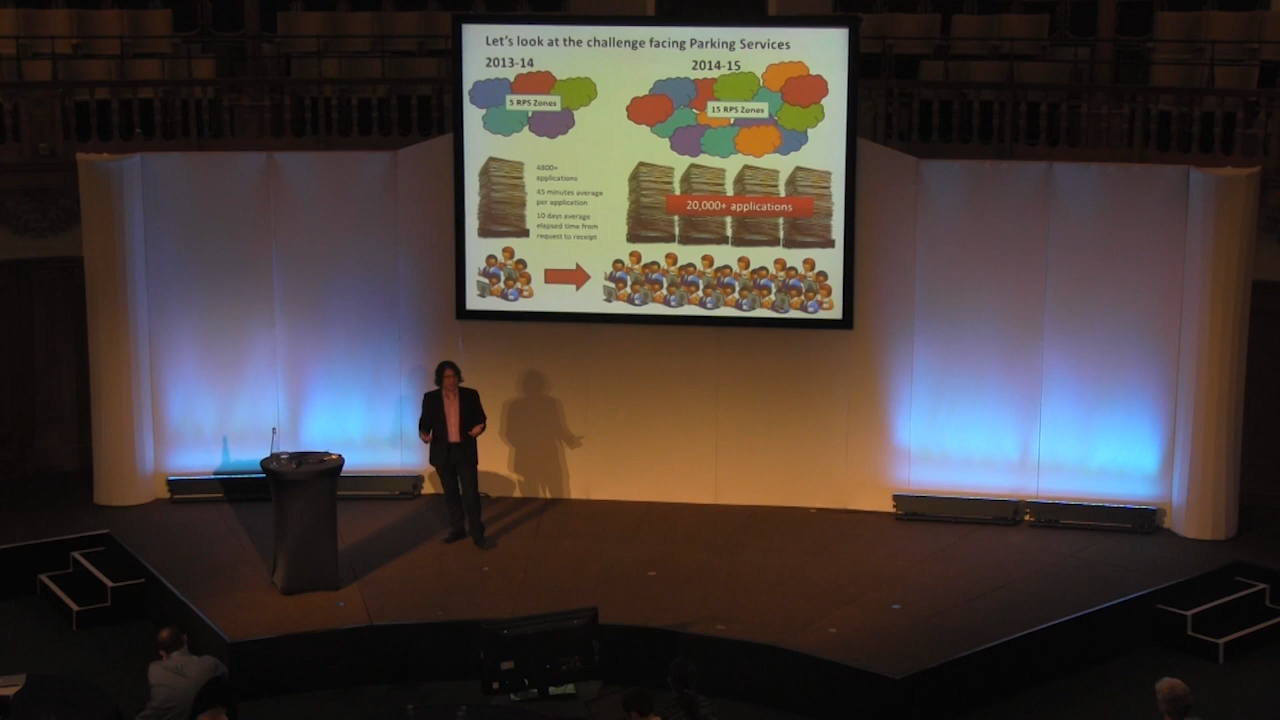 Let's look at the challenge facing Parking Services
2013-14
2014-15
5 RPS Zones
15 RPS Zones
4800+
applications
45 minutes average
per application
10 days average
elapsed time from
request to receipt
20,000+ applications